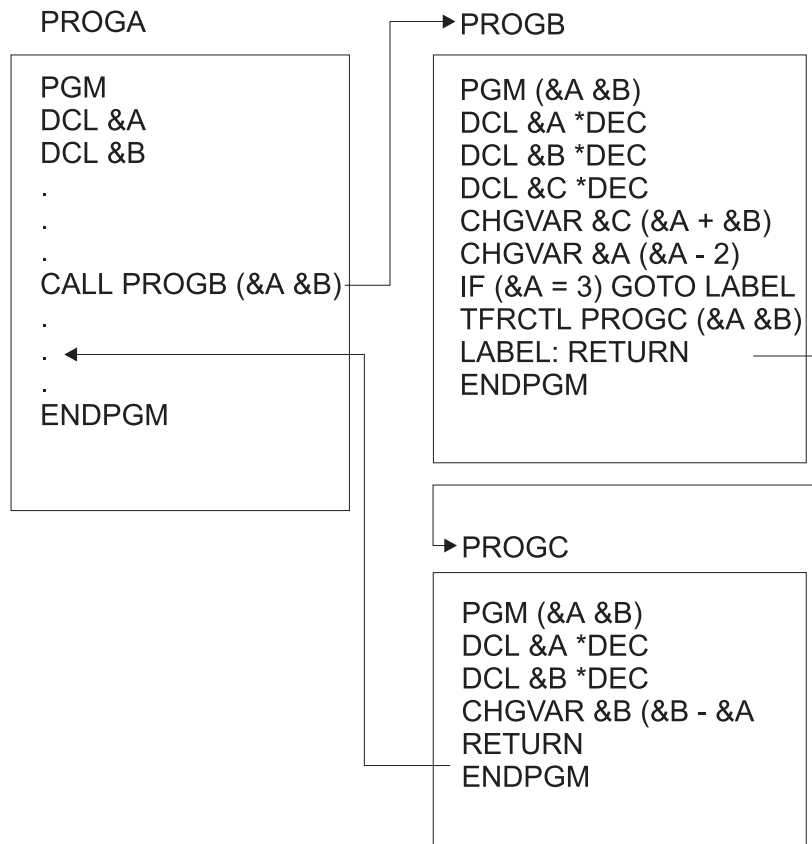 PROGA
PGM
DCL &A
DCL &B
.
.
.
CALL PROGB (&A &B)
.
.
.
ENDPGM
PROGB
PGM (&A &B)
DCL &A *DEC
DCL &B *DEC
DCL &C *DEC
CHGVAR &C (&A + &B)
CHGVAR &A (&A - 2)
IF (&A = 3) GOTO LABEL
TFRCTL PROGC (&A &B)
LABEL: RETURN
ENDPGM
PROGC
PGM (&A &B)
DCL &A *DEC
DCL &B *DEC
CHGVAR &B (&B - &A
RETURN
ENDPGM